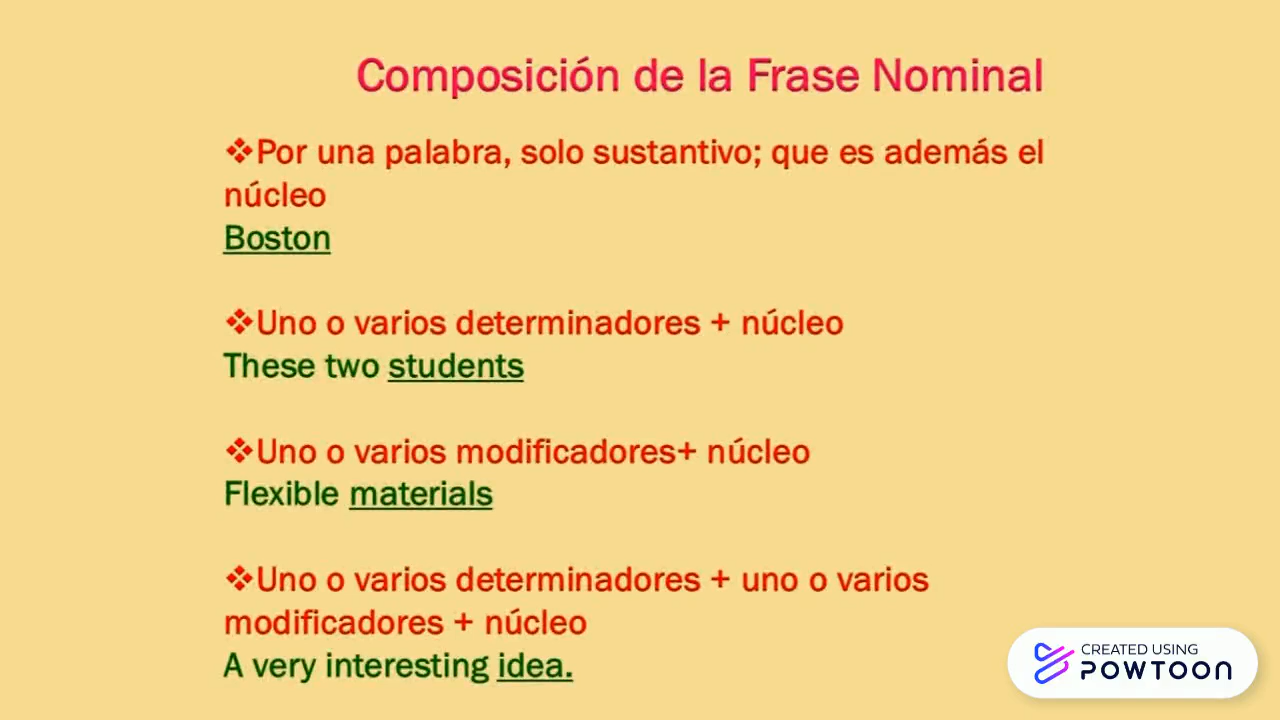 Composición de la Frase Nominal
❖Por una palabra, solo sustantivo; que es además el
núcleo
Boston
❖Uno o varios determinadores + núcleo
These two students
❖Uno o varios modificadores+ núcleo
Flexible materials
❖Uno o varios determinadores + uno o varios
modificadores + núcleo
A very interesting idea.
CREATED USING
POWTOON